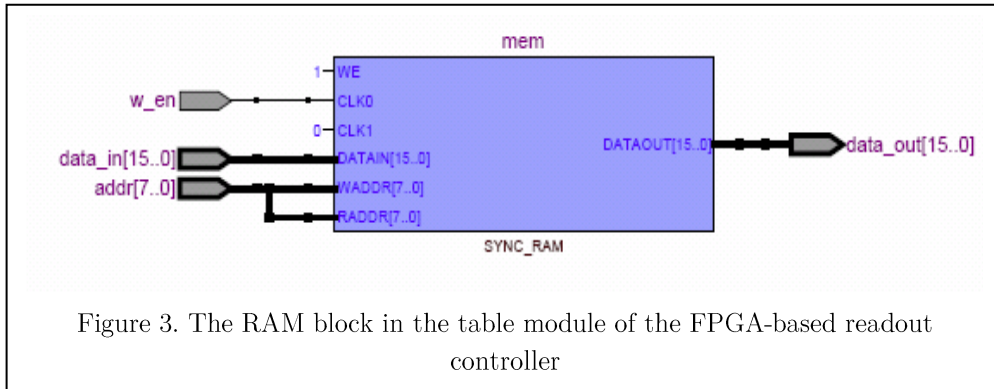 mem
1 WE
w_en CLK0
0 CLK1
data_in[15..0] DATAIN[15..0] DATAOUT[15..0] data_out[15..0]
addr[7..0] WADDR[7..0]
RADDR[7..0]
SYNC_RAM
Figure 3. The RAM block in the table module of the FPGA-based readout
controller